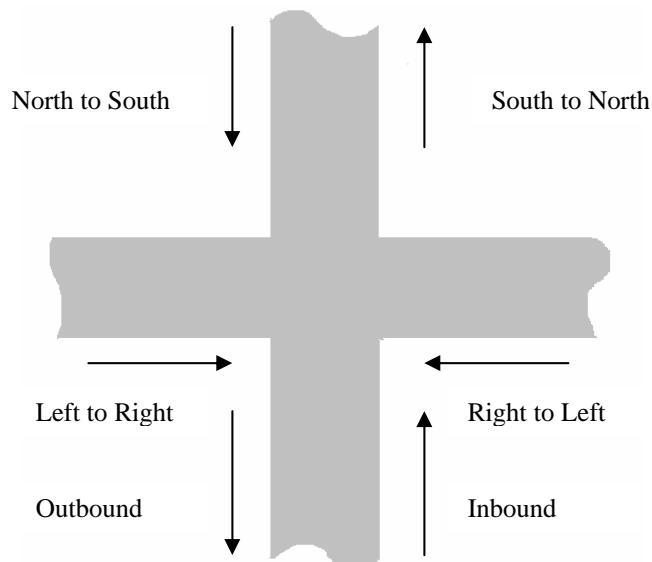 North to South
South to North
Left to Right
Right to Left
Outbound
Inbound